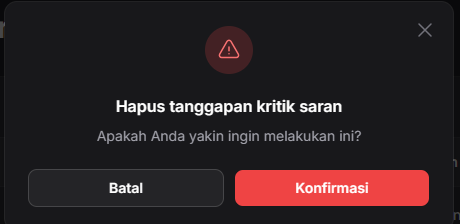 Hapus tanggapan kritik saran
Apakah Anda yakin ingin melakukan ini?
Batal
Konfirmasi